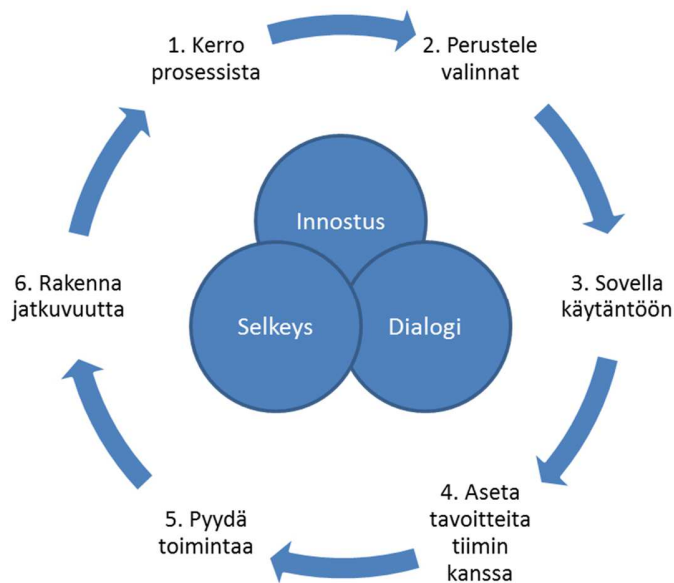 1. Kerro
prosessista
2. Perustele
valinnat
3. Sovella
käytäntöön
4. Aseta
tavoitteita
tiimin
kanssa
5. Pyydä
toimintaa
6. Rakenna
jatkuvuutta
Innostus
Selkeys
Dialogi